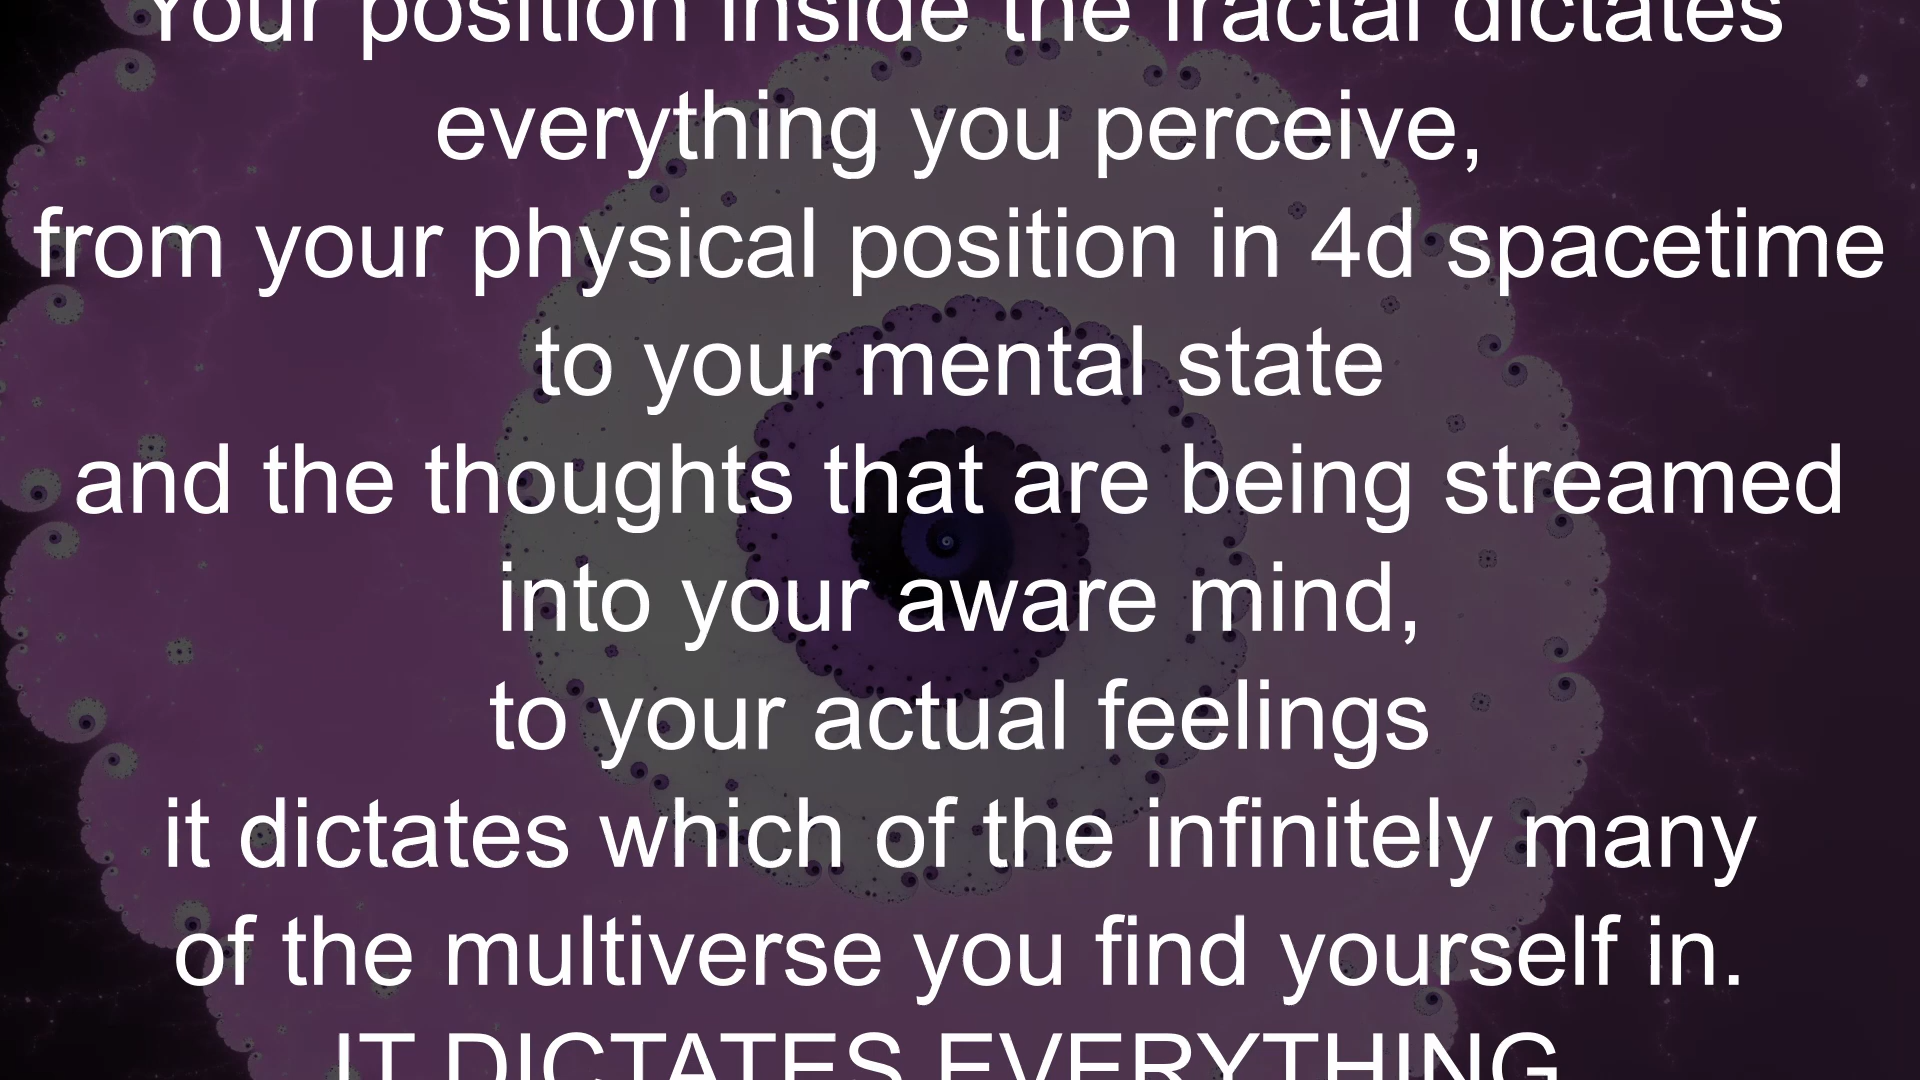 Your position inside the fractal dictates
everything you perceive,
from your physical position in 4d spacetime
to your mental state
and the thoughts that are being streamed
into your aware mind,
to your actual feelings
it dictates which of the infinitely many
of the multiverse you find yourself in.
IT DICTATES EVERYTHING